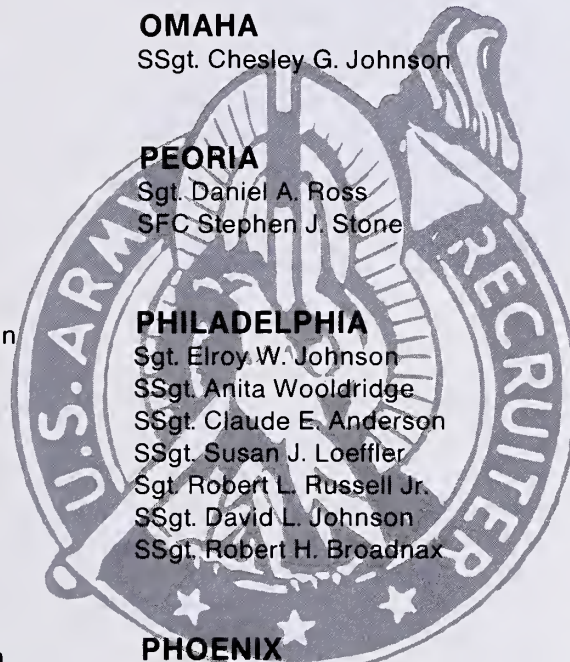 OMAHA
SSgt. Chesley G. Johnson
PEORIA
Sgt. Daniel A. Ross
SFC Stephen J. Stone
PHILADELPHIA
Sgt. Elroy W. Johnson
SSgt. Anita Wooldridge
SSgt. Claude E. Anderson
SSgt. Susan J. Loeffler
Sgt. Robert L. Russell Jr.
SSgt. David L. Johnson
SSgt. Robert H. Broadnax
PHOENIX
U.S. ARMY RECRUITER